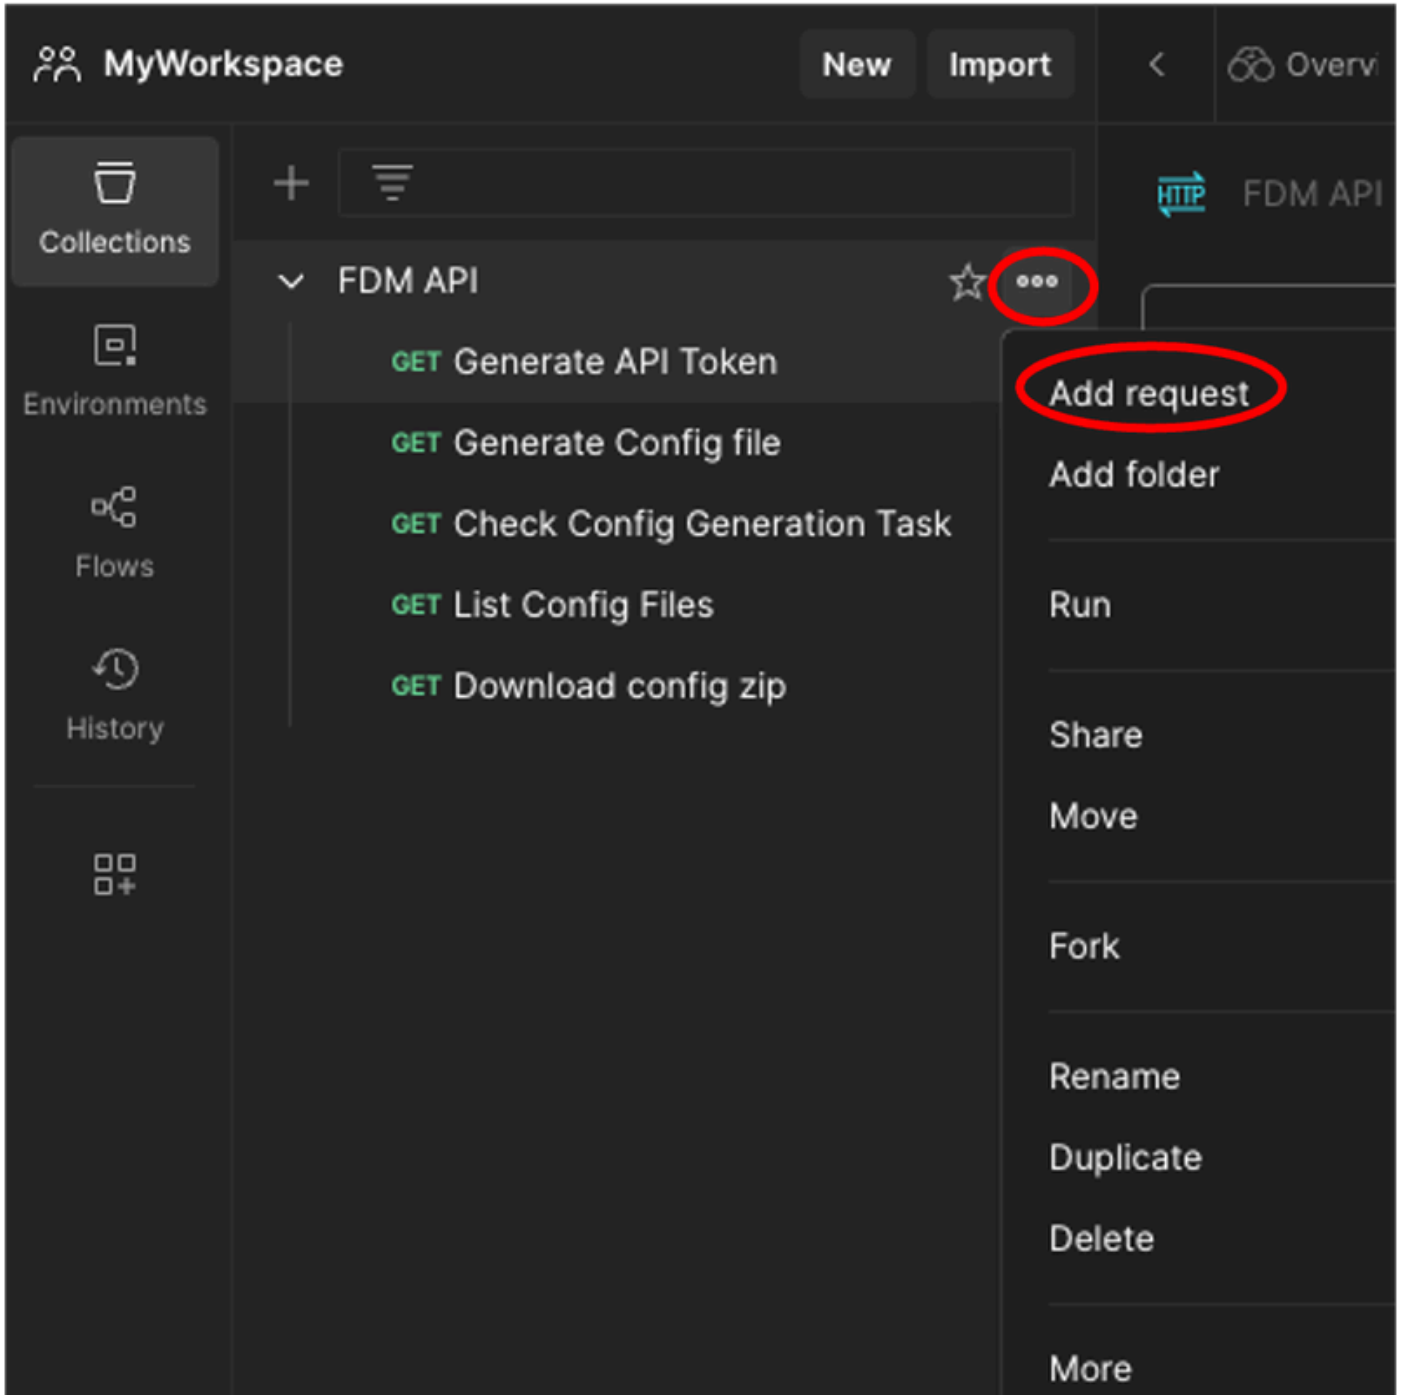 MyWorkspace
New
Import
Overvi
Collections
HTTP FDM API
FDM API
GET Generate API Token
Add request
Environments
GET Generate Config file
Add folder
GET Check Config Generation Task
Flows
GET List Config Files
Run
History
GET Download config zip
Share
Move
Fork
Rename
Duplicate
Delete
More